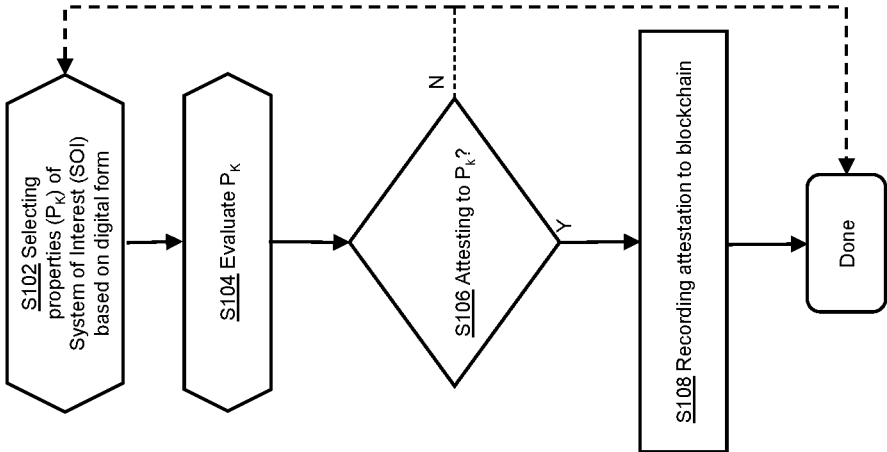 S102 Selecting
properties (PK) of
System of Interest (SOI)
based on digital form
S104 Evaluate PK
S106 Attesting to Pk?
N
Y
S108 Recording attestation to blockchain
Done